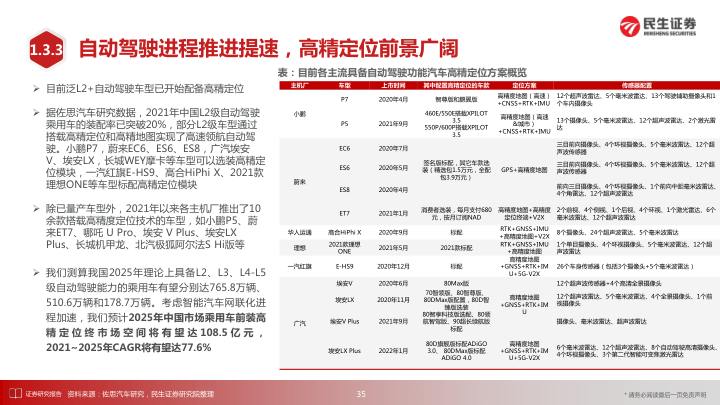 1.3.3 自动驾驶进程推进提速，高精定位前景广阔
民生证券
MINSHENG SECURITIES
目前泛L2+自动驾驶车型已开始配备高精定位
据佐思汽车研究数据，2021年中国L2级自动驾驶
乘用车的装配率已突破20%，部分L2级车型通过
搭载高精定位和高精地图实现了高速领航自动驾
驶。小鹏P7，蔚来EC6、ES6、ES8，广汽埃安
V、埃安LX，长城WEY摩卡等车型可以选装高精定
位模块，一汽红旗E-HS9、高合HiPhi X、2021款
理想ONE等车型标配高精定位模块
除已量产车型外，2021年以来各主机厂推出了10
余款搭载高精度定位技术的车型，如小鹏P5、蔚
来ET7、哪吒 U Pro、埃安 V Plus、埃安LX
Plus、长城机甲龙、北汽极狐阿尔法S Hi版等
我们测算我国2025年理论上具备L2、L3、L4-L5
级自动驾驶能力的乘用车有望分别达765.8万辆、
510.6万辆和178.7万辆。考虑智能汽车网联化进
程加速，我们预计2025年中国市场乘用车前装高
精定位终市场空间将有望达108.5亿元，
2021~2025年CAGR将有望达77.6%
表：目前各主流具备自动驾驶功能汽车高精定位方案概览
主机厂 车型 上市时间 其中配置高精定位的车款 定位方案 传感器配置
小鹏
P7 2020年4月 智尊版和鹏翼版 高精度地图（高速）
+CNSS+RTK+IMU
12个超声波雷达、5个毫米波雷达、13个驾驶辅助摄像头和1
个车内摄像头
P5 2021年9月
460E/550E搭载XPILOT
3.5
550P/600P搭载XPILOT
3.5
高精度地图（高速
&城市）
+CNSS+RTK+IMU
13个摄像头、5个毫米波雷达、12个超声波雷达、2个激光雷
达
蔚来
EC6 2020年7月
三目前向摄像头、4个环视摄像头、5个毫米波雷达、12个超
声波传感器
ES6 2020年5月
签名版标配，其它车款选
装（精选包1.5万元，全配
包3.9万元）
GPS+高精度地图
三目前向摄像头、4个环视摄像头、5个毫米波雷达、12个超
声波传感器
ES8 2020年4月
前向三目摄像头、4个环视摄像头、1个前向中距毫米波雷达、
4个角雷达、12个超声波雷达
ET7 2021年1月
消费者选装，每月支付680
元，按月订阅NAD
高精度地图+高精度
定位终端+V2X
2个前视、4个侧视、1个后视、4个环视、1个激光雷达、6个
毫米波雷达、12个超声波雷达
华人运通 高合HiPhi X 2020年9月 标配 RTK+GNSS+IMU
+高精度地图+V2X
8个摄像头、24个超声波雷达、5个毫米波雷达
理想 2021款理想
ONE
2021年5月 2021款标配 RTK+GNSS+IMU
+高精度地图
1个单目摄像头、4个环视摄像头、5个毫米波雷达、12个超
声波雷达
一汽红旗 E-HS9 2020年12月 标配
高精度地图
+GNSS+RTK+IM
U+5G-V2X
26个车身传感器（包括3个摄像头+5个毫米波雷达）
广汽
埃安V 2020年6月 80Max版 12个超声波雷达+4个高清全景摄像头
埃安LX 2020年11月
70智领版、80智尊版、
80DMax版配置，80D智
臻版选装
高精度地图
+GNSS+RTK+IM
U
12个超声波雷达、5个毫米波雷达、4个全景摄像头、1个前
视摄像头
埃安V Plus 2021年9月
80智享科技版选配，80领
航智驾版、90超长续航版
标配
摄像头、毫米波雷达、超声波雷达
埃安LX Plus 2022年1月
80D旗舰版标配ADiGO
3.0、80DMax版标配
ADiGO 4.0
高精度地图
+GNSS+RTK+IM
U+5G-V2X
6个毫米波雷达、12个超声波雷达、8个自动驾驶高清摄像头、
4个环视摄像头、3个第二代智能可变焦激光雷达
证券研究报告 资料来源：佐思汽车研究，民生证券研究院整理
35
* 请务必阅读最后一页免责声明